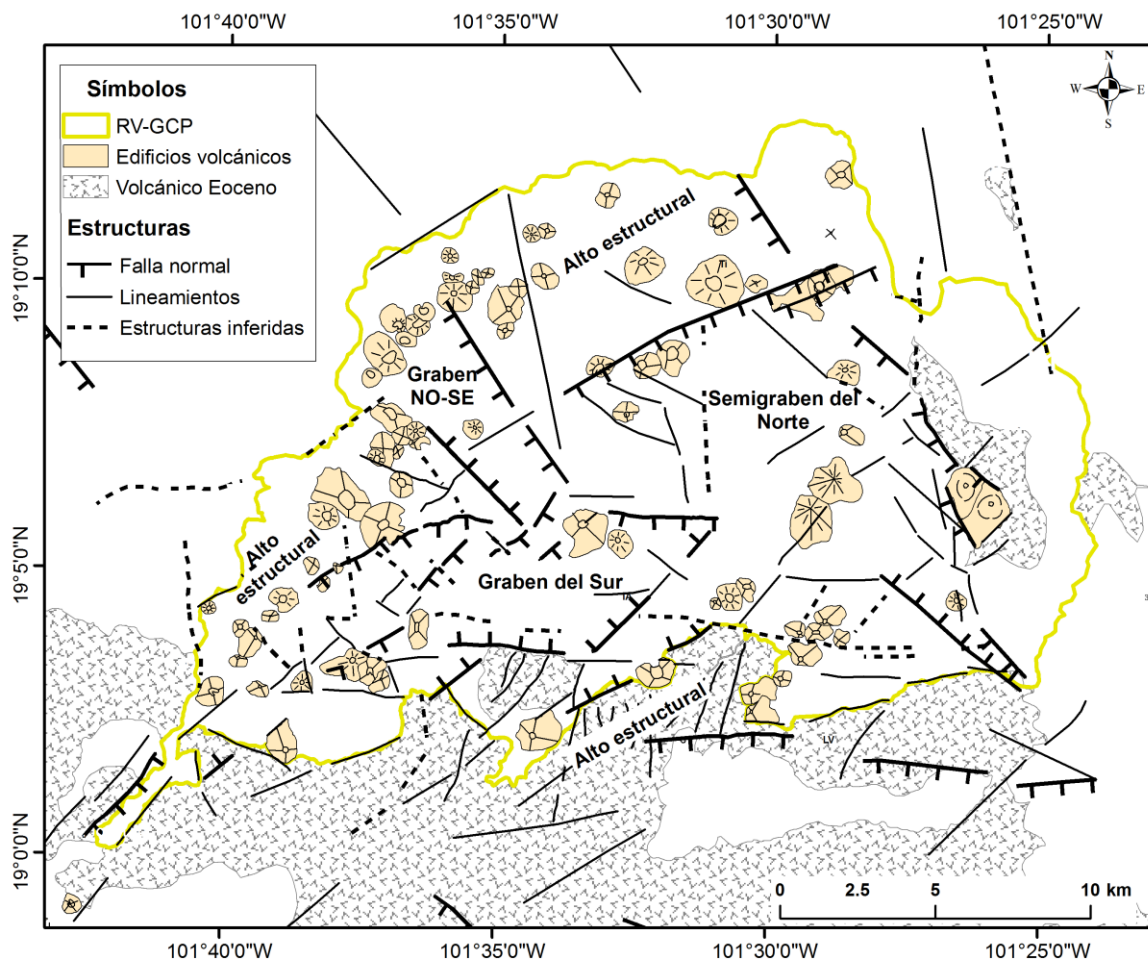 101°40'0"W
101°35'0"W
101°30'0"W
101°25'0"W
N
W
E
S
Símbolos
RV-GCP
Edificios volcánicos
Volcánico Eoceno
Estructuras
Falla normal
Lineamientos
Estructuras inferidas
19°10'0"N
19°5'0"N
19°0'0"N
Alto estructural
Graben
NO-SE
Semigraben del
Norte
Alto
estructural
Graben del Sur
Alto estructural
LV
0
2.5
5
10 km
101°40'0"W
101°35'0"W
101°30'0"W
101°25'0"W